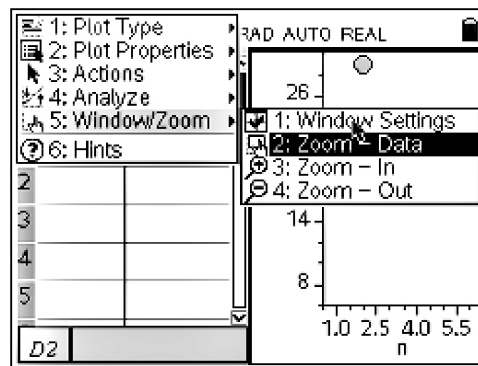 1: Plot Type
2: Plot Properties
3: Actions
4: Analyze
5: Window/Zoom
6: Hints
RAD AUTO REAL
1: Window Settings
2: Zoom – Data
3: Zoom – In
4: Zoom – Out
26
14
8
1.0 2.5 4.0 5.5
n
2
3
4
5
D2